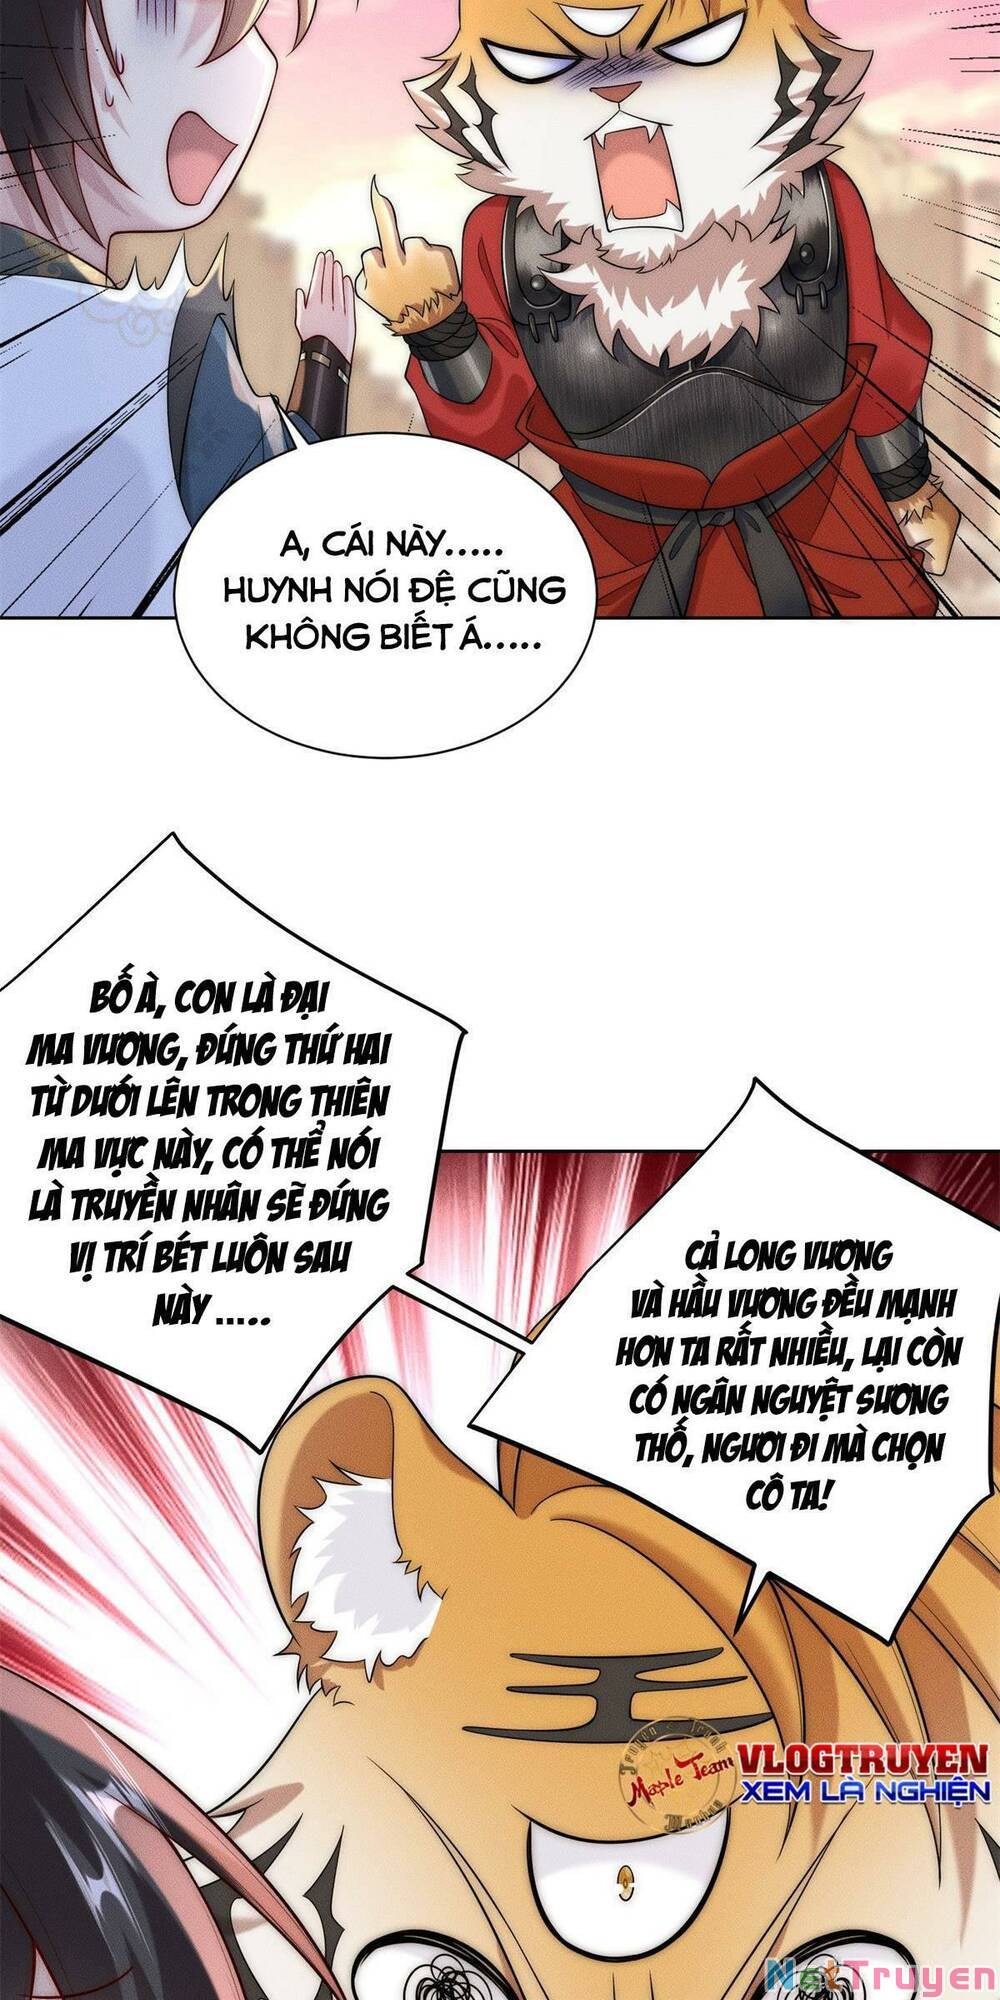 A, CÁI NÀY.....
HUYNH NÓI ĐỆ CŨNG
KHÔNG BIẾT Á.....
BỐ À, CON LÀ ĐẠI
MA VƯƠNG, ĐỨNG THỨ HAI
TỪ DƯỚI LÊN TRONG THIÊN
MA VỰC NÀY, CÓ THỂ NÓI
LÀ TRUYỀN NHÂN SẼ ĐỨNG
VỊ TRÍ BÉT LUÔN SAU
NÀY .....
CẢ LONG VƯƠNG
VÀ HẦU VƯƠNG ĐỀU MẠNH
HƠN TA RẤT NHIỀU, LẠI CÒN
CÓ NGÂN NGUYỆT SƯƠNG
THỐ, NGƯƠI ĐI MÀ CHỌN
CÔ TA!
Truyen Tranh
Maple Team
Manhua
VLOGTRUYEN
XEM LÀ NGHIỆN
NetTruyen